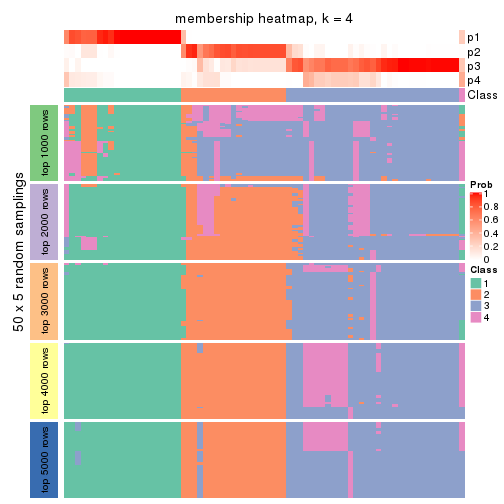 membership heatmap, k = 4
p1
p2
p3
p4
Class
50 x 5 random samplings
top 1000 rows
top 2000 rows
top 3000 rows
top 4000 rows
top 5000 rows
Prob
1
0.8
0.6
0.4
0.2
0
Class
1
2
3
4